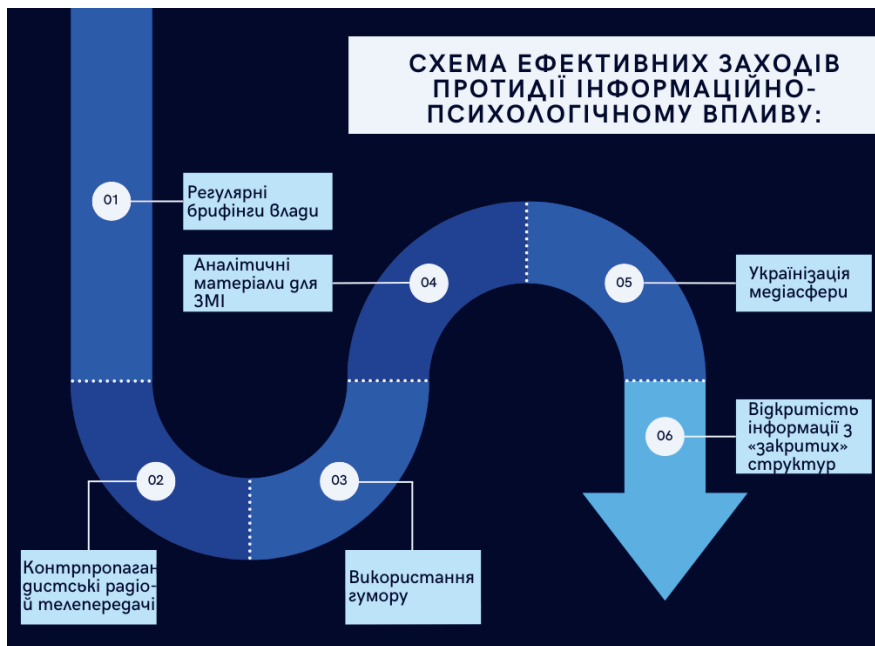 СХЕМА ЕФЕКТИВНИХ ЗАХОДІВ
ПРОТИДІЇ ІНФОРМАЦІЙНО-
ПСИХОЛОГІЧНОМУ ВПЛИВУ:
01
Регулярні
брифінги влади
02
Контрпропаган
дистські радіо-
й телепередачі
03
Використання
гумору
04
Аналітичні
матеріали для
ЗМІ
05
Українізація
медіасфери
06
Відкритість
інформації з
«закритих»
структур